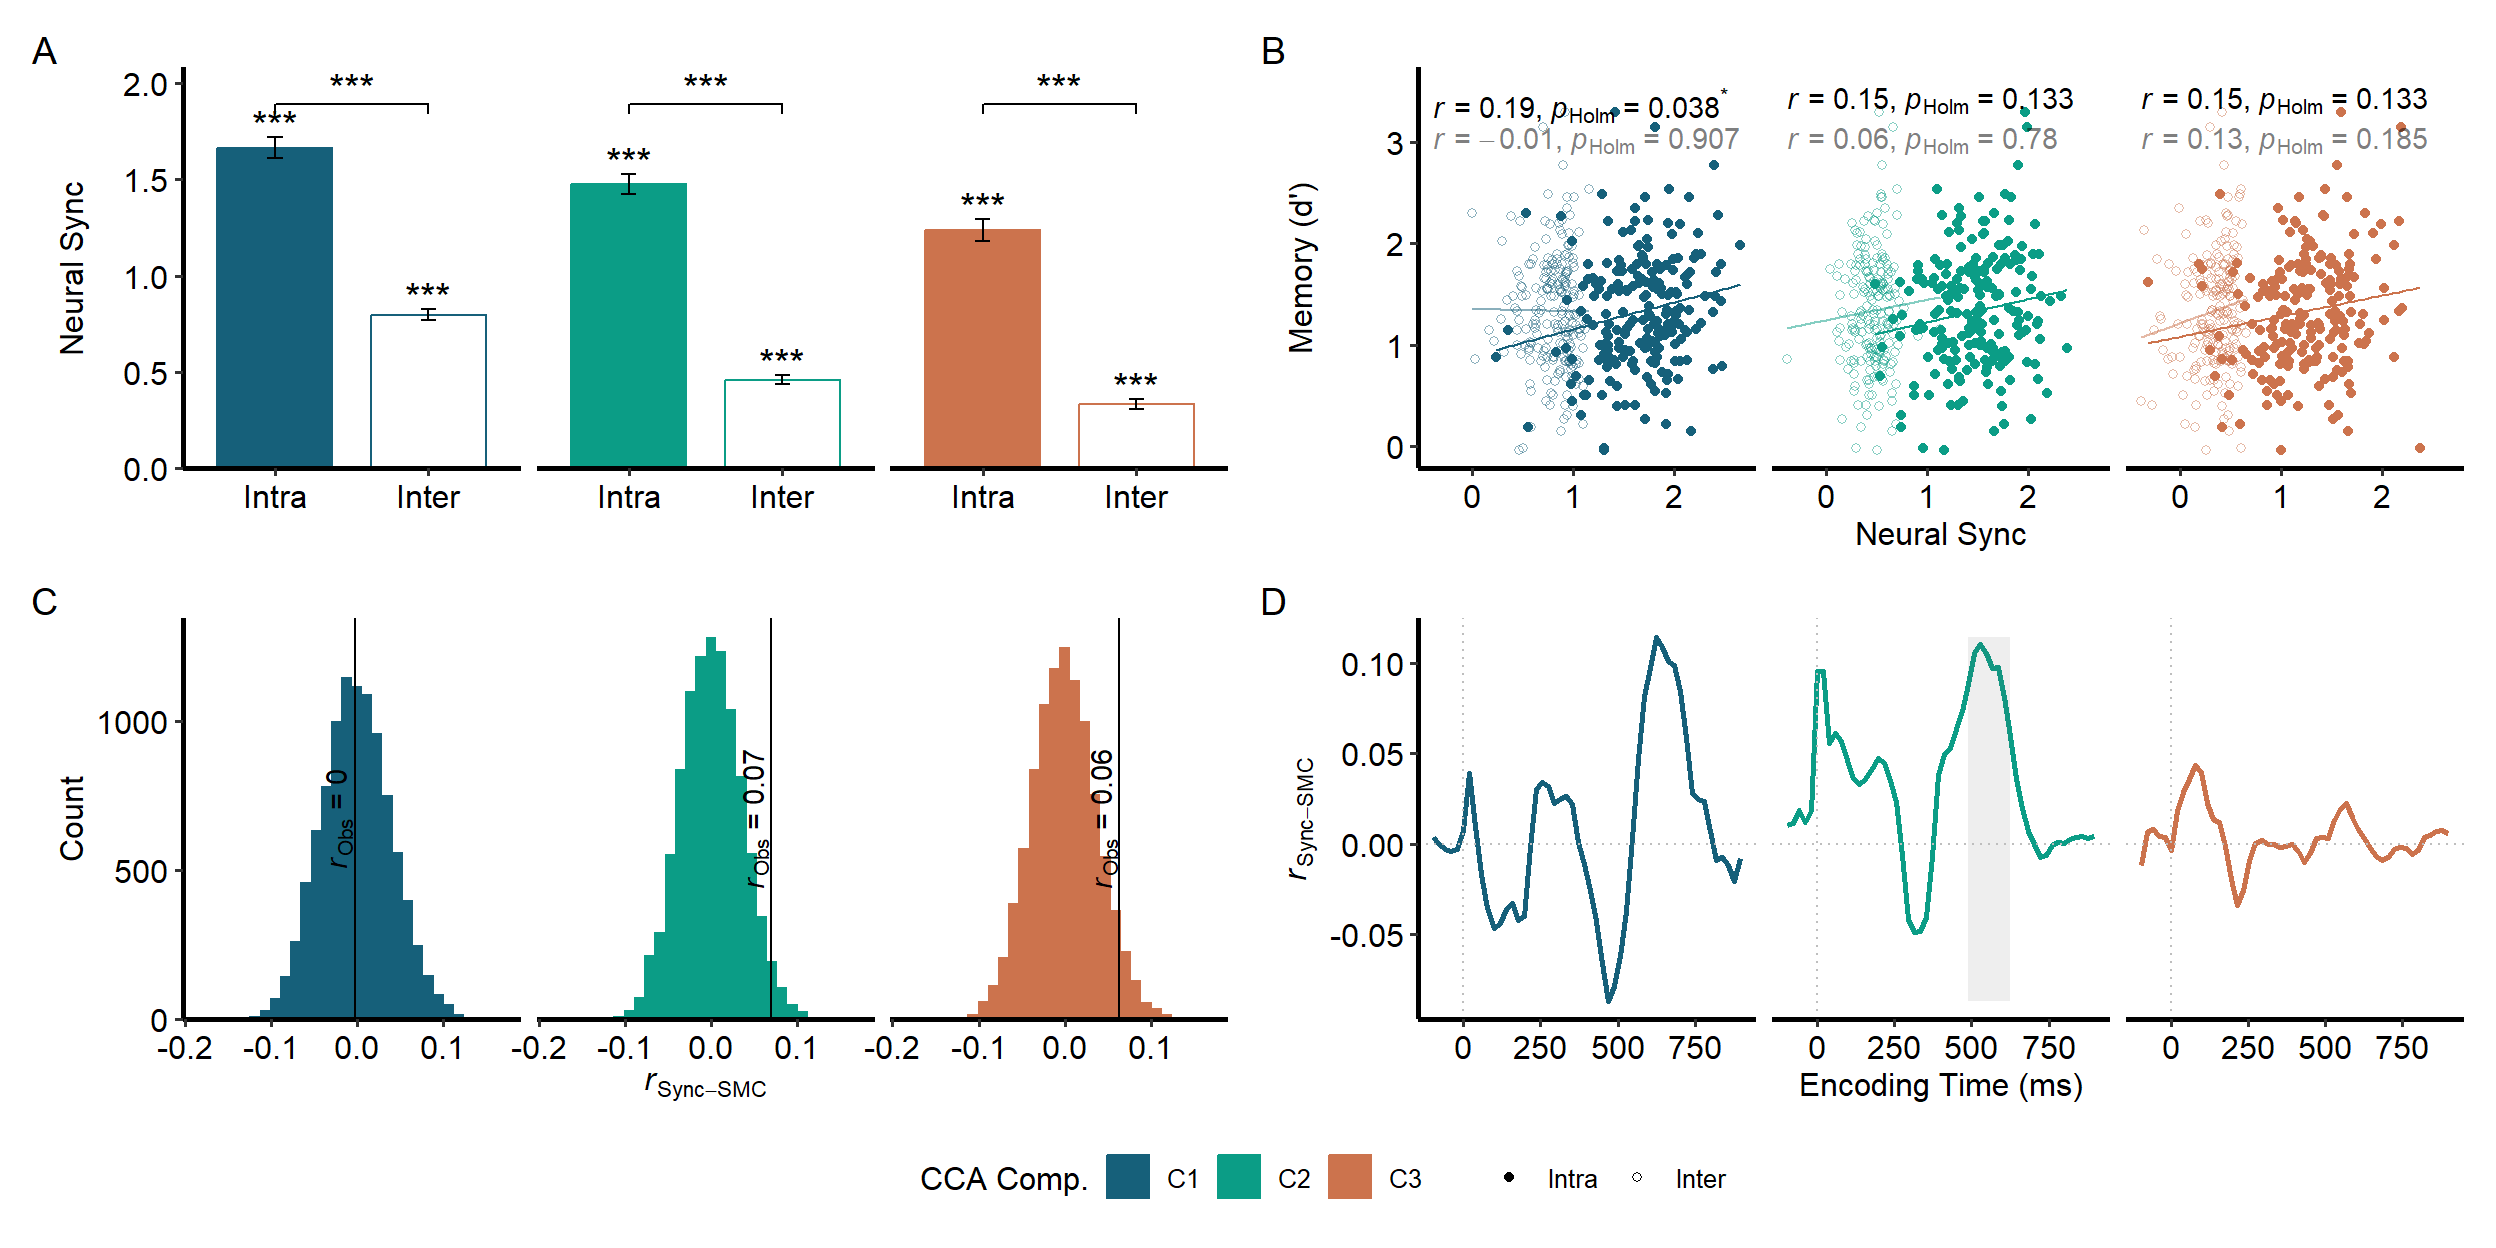 A
Neural Sync
2.0
1.5
1.0
0.5
0.0
*** *** ***
*** *** *** *** *** ***
Intra Inter Intra Inter Intra Inter
B
Memory (d')
3
2
1
0
r = 0.19, pHolm = 0.038*
r = −0.01, pHolm = 0.907
r = 0.15, pHolm = 0.133
r = 0.06, pHolm = 0.78
r = 0.15, pHolm = 0.133
r = 0.13, pHolm = 0.185
0 1 2 0 1 2 0 1 2
Neural Sync
C
Count
1000
500
0
rObs = 0
rObs = 0.07
rObs = 0.06
-0.2 -0.1 0.0 0.1 -0.2 -0.1 0.0 0.1 -0.2 -0.1 0.0 0.1
rSync−SMC
D
rSync−SMC
0.10
0.05
0.00
-0.05
0 250 500 750 0 250 500 750 0 250 500 750
Encoding Time (ms)
CCA Comp. C1 C2 C3 Intra Inter